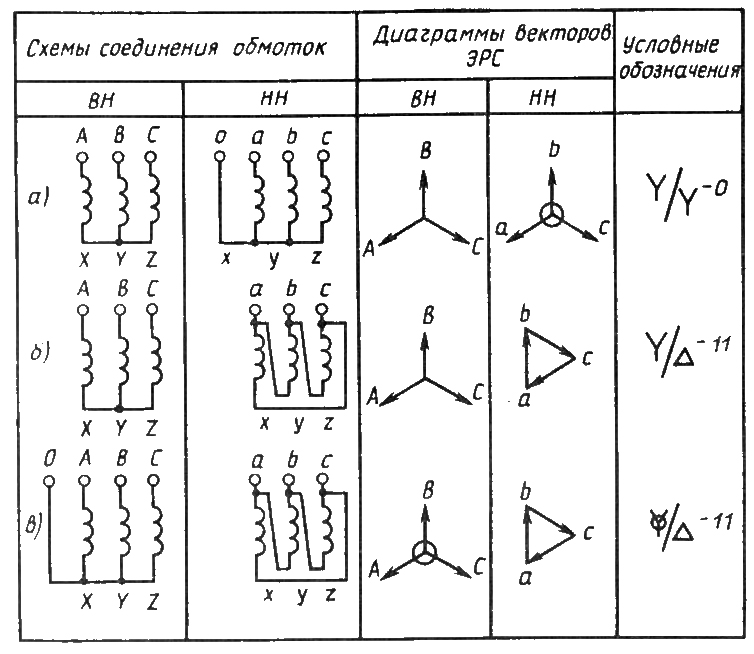 Схемы соединения обмоток
Диаграммы векторов
ЭРС
Условные
обозначения
ВН
НН
ВН
НН
а)
A B C
X Y Z
o a b c
x y z
B
A C
b
a c
Y/Y-0
б)
A B C
X Y Z
a b c
x y z
B
A C
b
c
a
Y/Δ-11
в)
O A B C
X Y Z
a b c
x y z
B
A C
b
c
a
Y/Δ-11